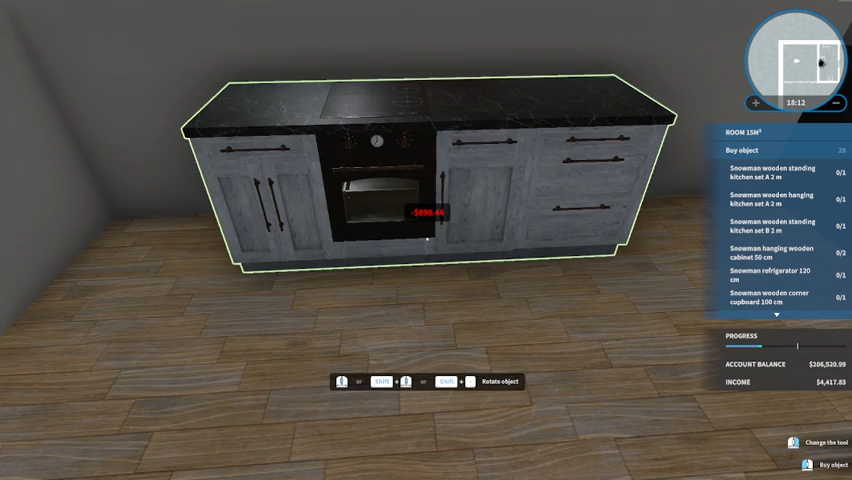 18:12
ROOM 15M²
Buy object 28
Snowman wooden standing
kitchen set A 2 m 0/1
Snowman wooden hanging
kitchen set A 2 m 0/1
Snowman wooden standing
kitchen set B 2 m 0/1
Snowman hanging wooden
cabinet 50 cm 0/2
Snowman refrigerator 120
cm 0/1
Snowman wooden corner
cupboard 100 cm 0/1
PROGRESS
ACCOUNT BALANCE $206,520.99
INCOME $4,417.83
or Shift + or Shift + Rotate object
Change the tool
Buy object